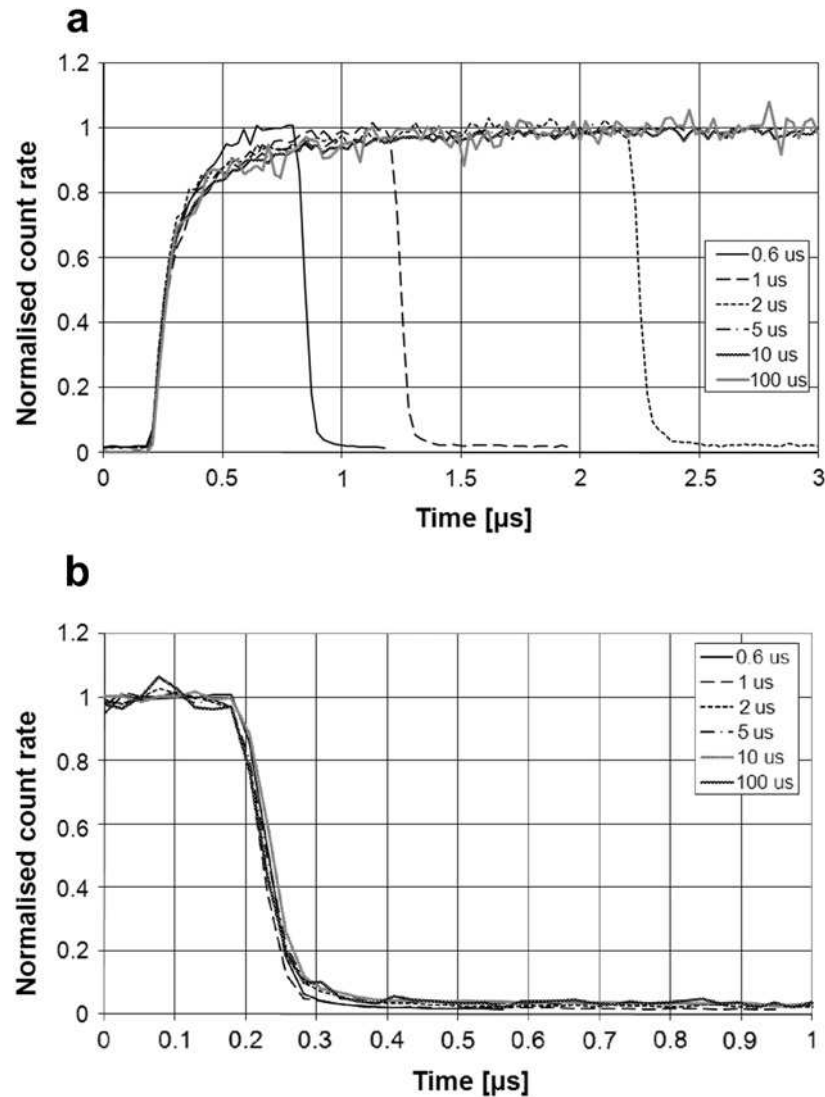 a
1.2
1
0.8
0.6
0.4
0.2
0
Normalised count rate
0.6 us
1 us
2 us
5 us
10 us
100 us
0 0.5 1 1.5 2 2.5 3
Time [µs]
b
1.2
1
0.8
0.6
0.4
0.2
0
Normalised count rate
0.6 us
1 us
2 us
5 us
10 us
100 us
0 0.1 0.2 0.3 0.4 0.5 0.6 0.7 0.8 0.9 1
Time [µs]